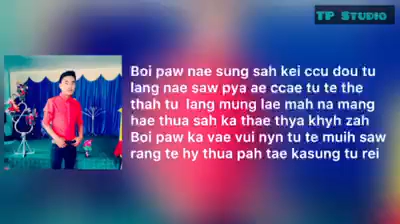 TP Studio
Boi paw nae sung sah kei ccu dou tu
lang nae saw pya ae ccae tu te the
thah tu lang mung lae mah na mang
hae thua sah ka thae thya khyh zah
Boi paw ka vae vui nyn tu te muih saw
rang te hy thua pah tae kasung tu rei